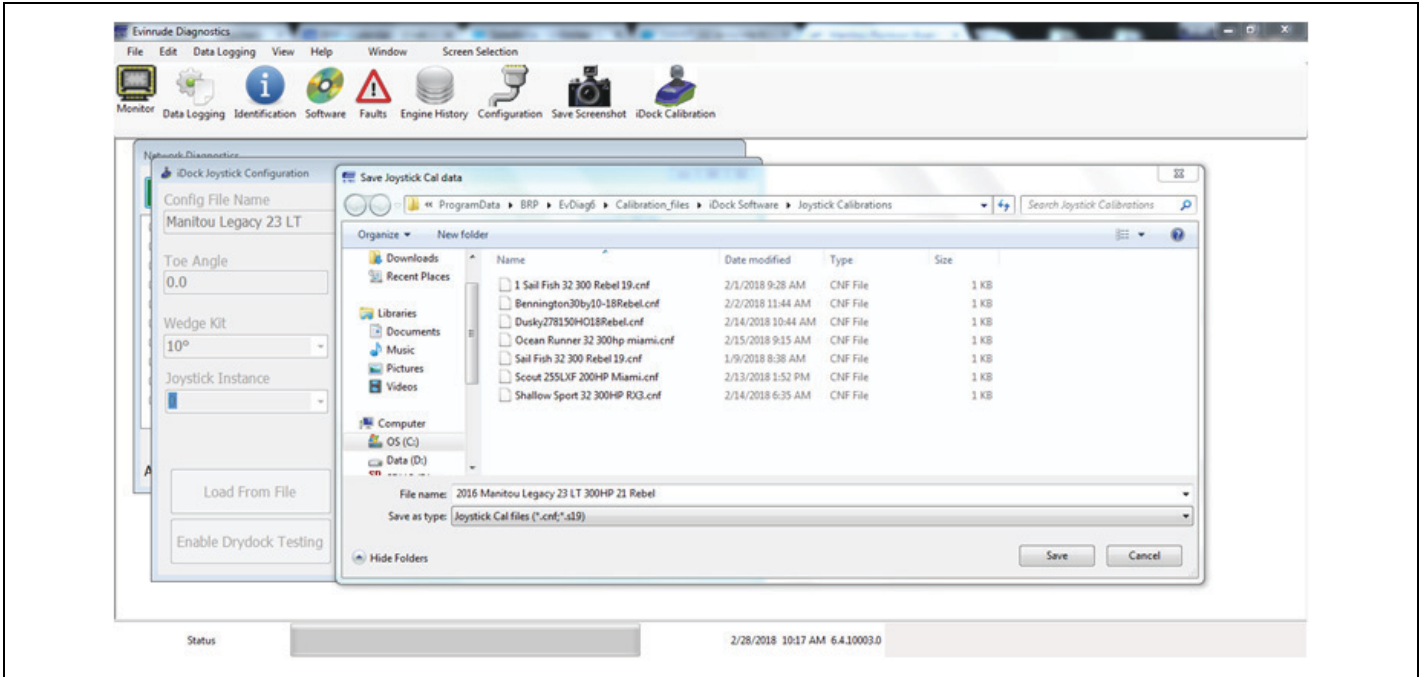 Evinrude Diagnostics
File Edit Data Logging View Help Window Screen Selection
Monitor Data Logging Identification Software Faults Engine History Configuration Save Screenshot iDock Calibration
Network Diagnostics
iDock Joystick Configuration
Config File Name
Manitou Legacy 23 LT
Toe Angle
0.0
Wedge Kit
10°
Joystick Instance
0
Load From File
Enable Drydock Testing
Save Joystick Cal data
« ProgramData ▸ BRP ▸ EvDiag6 ▸ Calibration_files ▸ iDock Software ▸ Joystick Calibrations
Search Joystick Calibrations
Organize New folder
Downloads
Recent Places
Libraries
Documents
Music
Pictures
Videos
Computer
OS (C:)
Data (D:)
Name Date modified Type Size
1 Sail Fish 32 300 Rebel 19.cnf 2/1/2018 9:28 AM CNF File 1 KB
Bennington30by10-18Rebel.cnf 2/2/2018 11:44 AM CNF File 1 KB
Dusky278150HO18Rebel.cnf 2/14/2018 10:44 AM CNF File 1 KB
Ocean Runner 32 300hp miami.cnf 2/15/2018 9:15 AM CNF File 1 KB
Sail Fish 32 300 Rebel 19.cnf 1/9/2018 8:38 AM CNF File 1 KB
Scout 255LXF 200HP Miami.cnf 2/13/2018 1:52 PM CNF File 1 KB
Shallow Sport 32 300HP RX3.cnf 2/14/2018 6:35 AM CNF File 1 KB
File name: 2016 Manitou Legacy 23 LT 300HP 21 Rebel
Save as type: Joystick Cal files (*.cnf;*.s19)
Hide Folders
Save Cancel
Status 2/28/2018 10:17 AM 6.4.10003.0